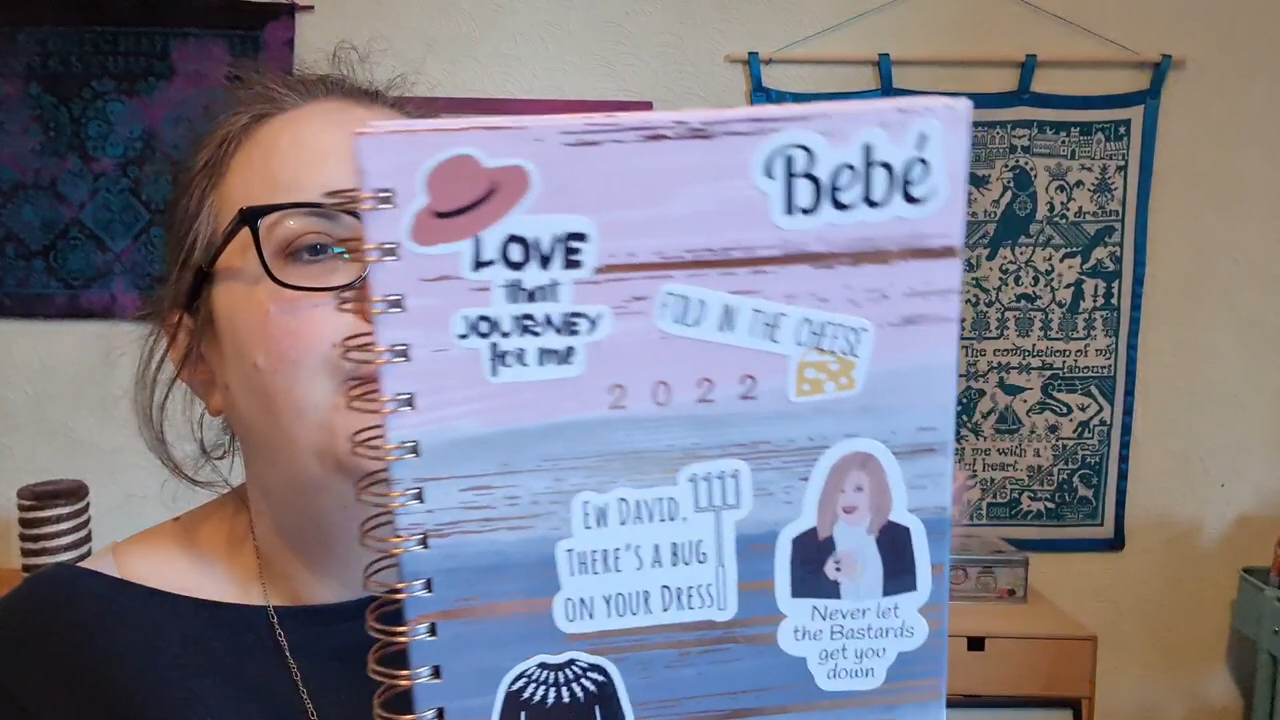 Bebé
LOVE
that
JOURNEY
for me
FOLD IN THE CHEESE
2022
EW DAVID,
THERE'S A BUG
ON YOUR DRESS
Never let
the Bastards
get you
down
to dream
The completion of my
labours
me with a
heart.
2021